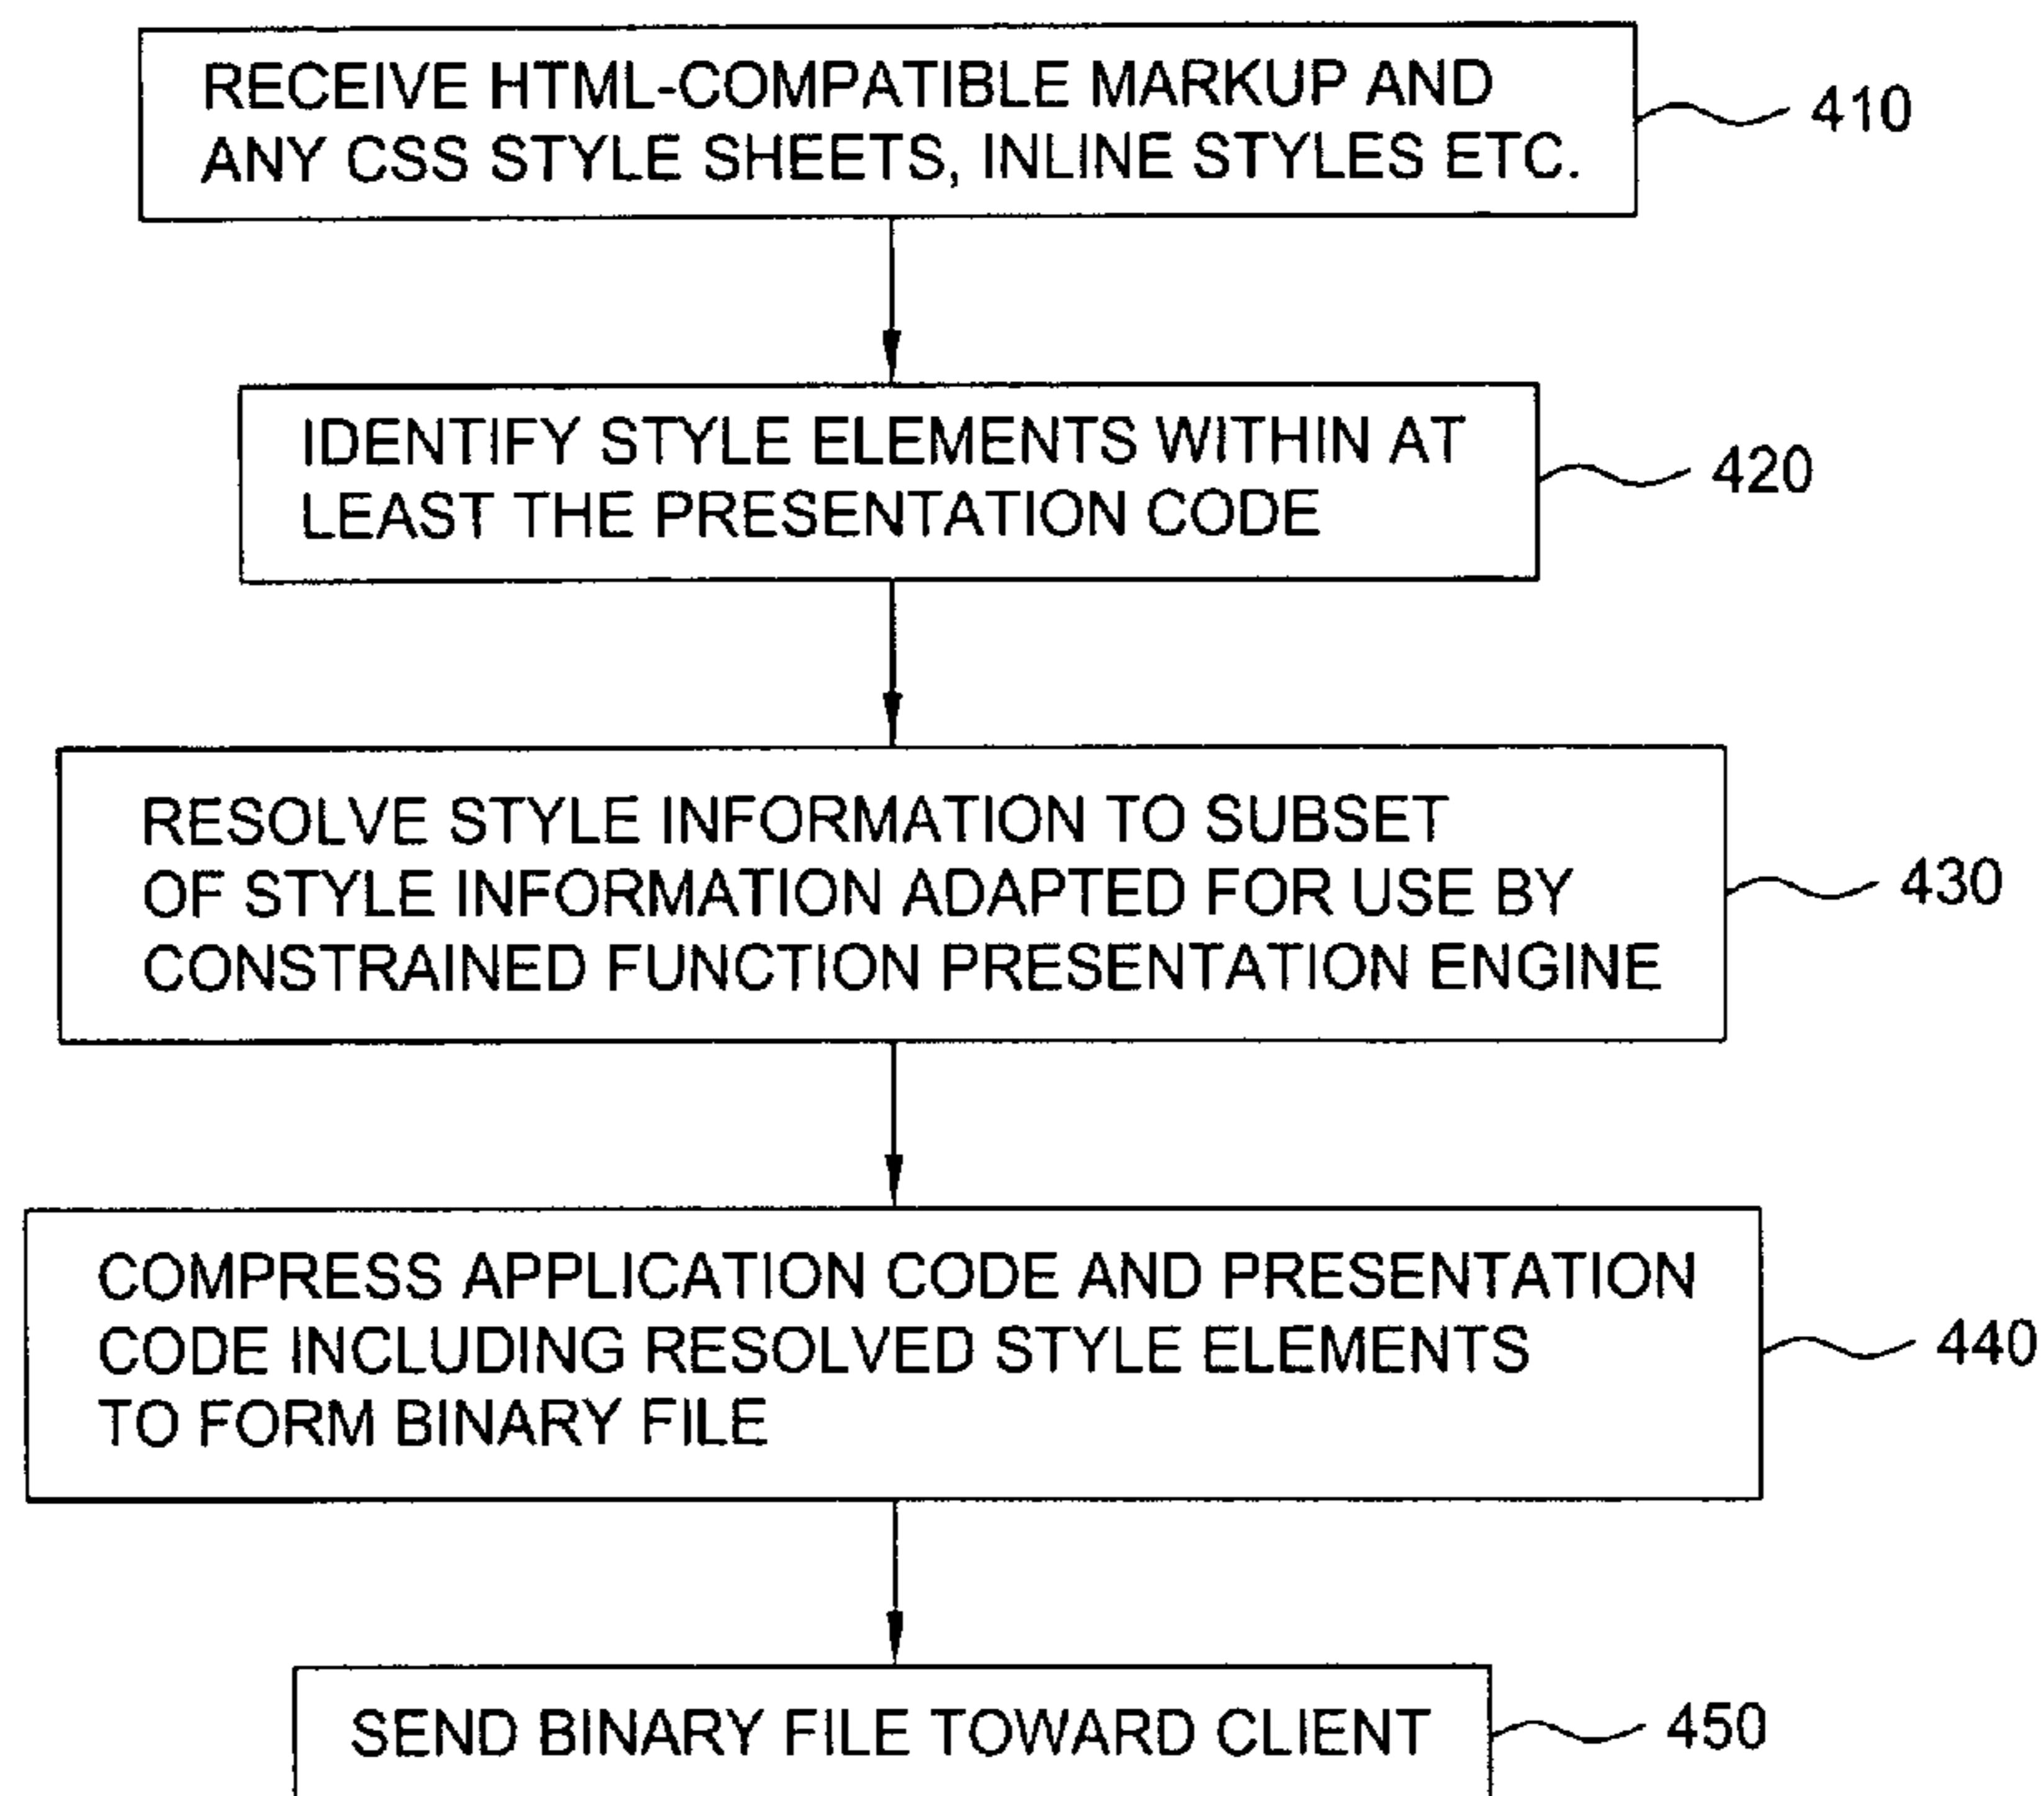 RECEIVE HTML-COMPATIBLE MARKUP AND
ANY CSS STYLE SHEETS, INLINE STYLES ETC.
410
IDENTIFY STYLE ELEMENTS WITHIN AT
LEAST THE PRESENTATION CODE
420
RESOLVE STYLE INFORMATION TO SUBSET
OF STYLE INFORMATION ADAPTED FOR USE BY
CONSTRAINED FUNCTION PRESENTATION ENGINE
430
COMPRESS APPLICATION CODE AND PRESENTATION
CODE INCLUDING RESOLVED STYLE ELEMENTS
TO FORM BINARY FILE
440
SEND BINARY FILE TOWARD CLIENT
450